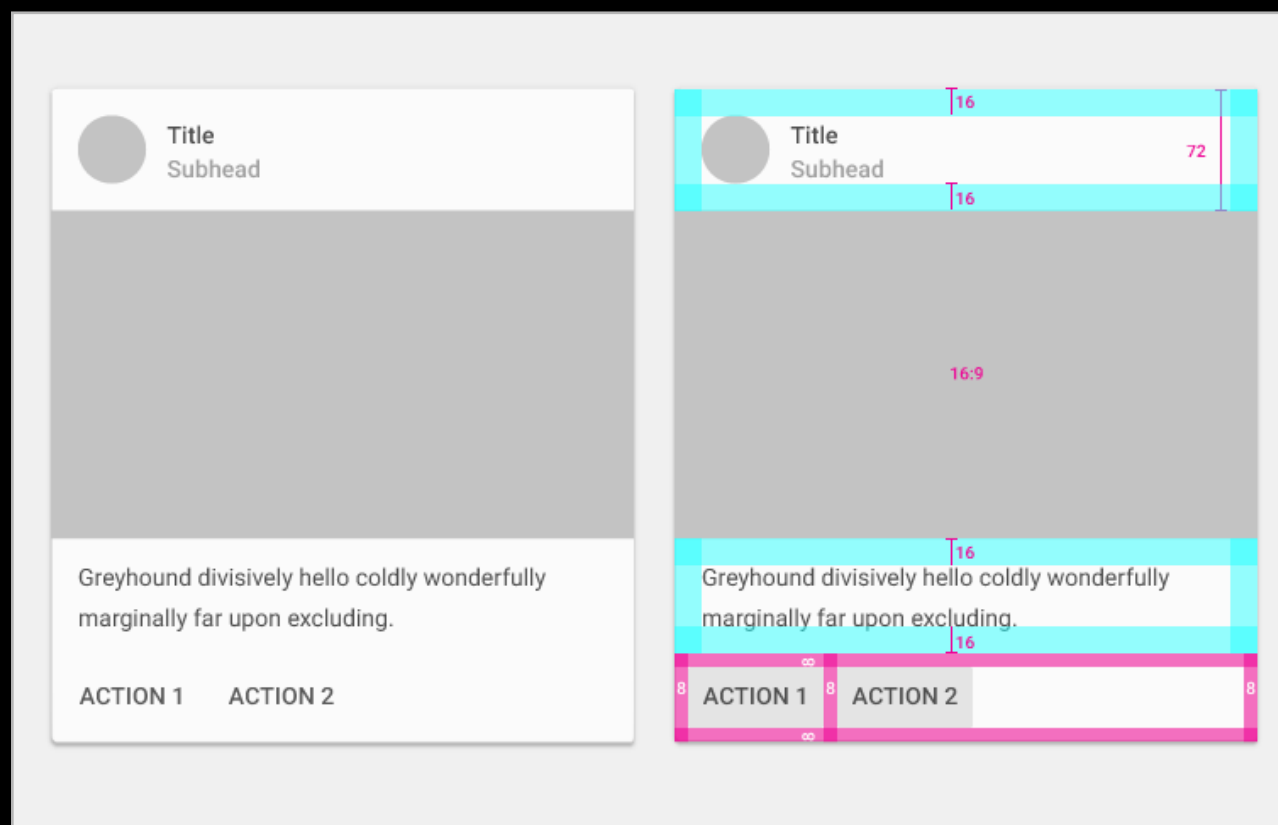 Title
Subhead
Greyhound divisively hello coldly wonderfully
marginally far upon excluding.
ACTION 1 ACTION 2
16
Title
72
Subhead
16
16:9
16
Greyhound divisively hello coldly wonderfully
marginally far upon excluding.
16
8
8 ACTION 1 8 ACTION 2 8
8